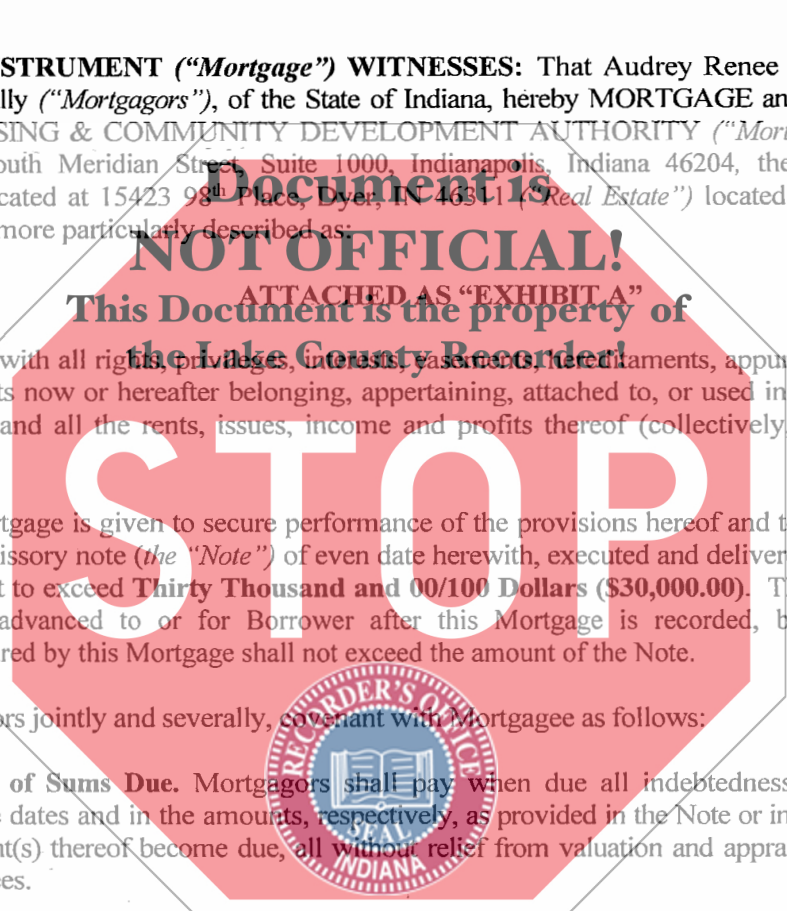 STRUMENT (“Mortgage”) WITNESSES: That Audrey Renee
lly (“Mortgagors”), of the State of Indiana, hereby MORTGAGE an
SING & COMMUNITY DEVELOPMENT AUTHORITY (“Mort
outh Meridian Street, Suite 1000, Indianapolis, Indiana 46204, the
cated at 15423 98th Place, Dyer, IN 46311 (“Real Estate”) located
more particularly described as:
Document is
NOT OFFICIAL!
This Document is the property of
the Lake County Recorder!
ATTACHED AS “EXHIBIT A”
with all rights, privileges, interests, easements, hereditaments, appur
ts now or hereafter belonging, appertaining, attached to, or used in
and all the rents, issues, income and profits thereof (collectively,
STOP
tgage is given to secure performance of the provisions hereof and t
issory note (the “Note”) of even date herewith, executed and deliver
t to exceed Thirty Thousand and 00/100 Dollars ($30,000.00). T
advanced to or for Borrower after this Mortgage is recorded, b
red by this Mortgage shall not exceed the amount of the Note.
ors jointly and severally, covenant with Mortgagee as follows:
of Sums Due. Mortgagors shall pay when due all indebtedness
e dates and in the amounts, respectively, as provided in the Note or in
nt(s) thereof become due, all without relief from valuation and appra
ees.
RECORDER'S OFFICE
SEAL
INDIANA